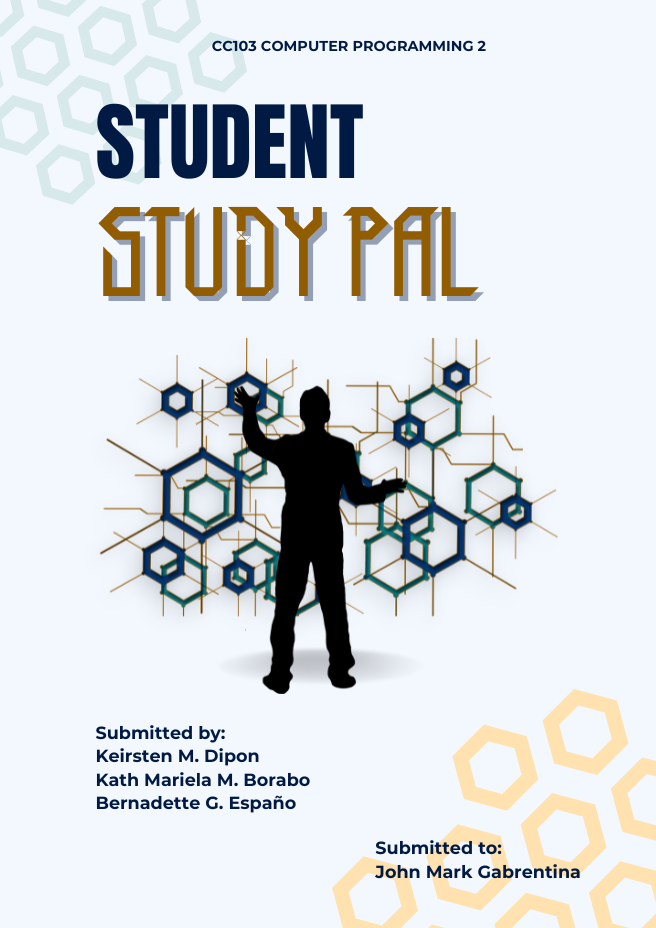 CC103 COMPUTER PROGRAMMING 2
STUDENT
STUDY PAL
Submitted by:
Keirsten M. Dipon
Kath Mariela M. Borabo
Bernadette G. Españo
Submitted to:
John Mark Gabrentina